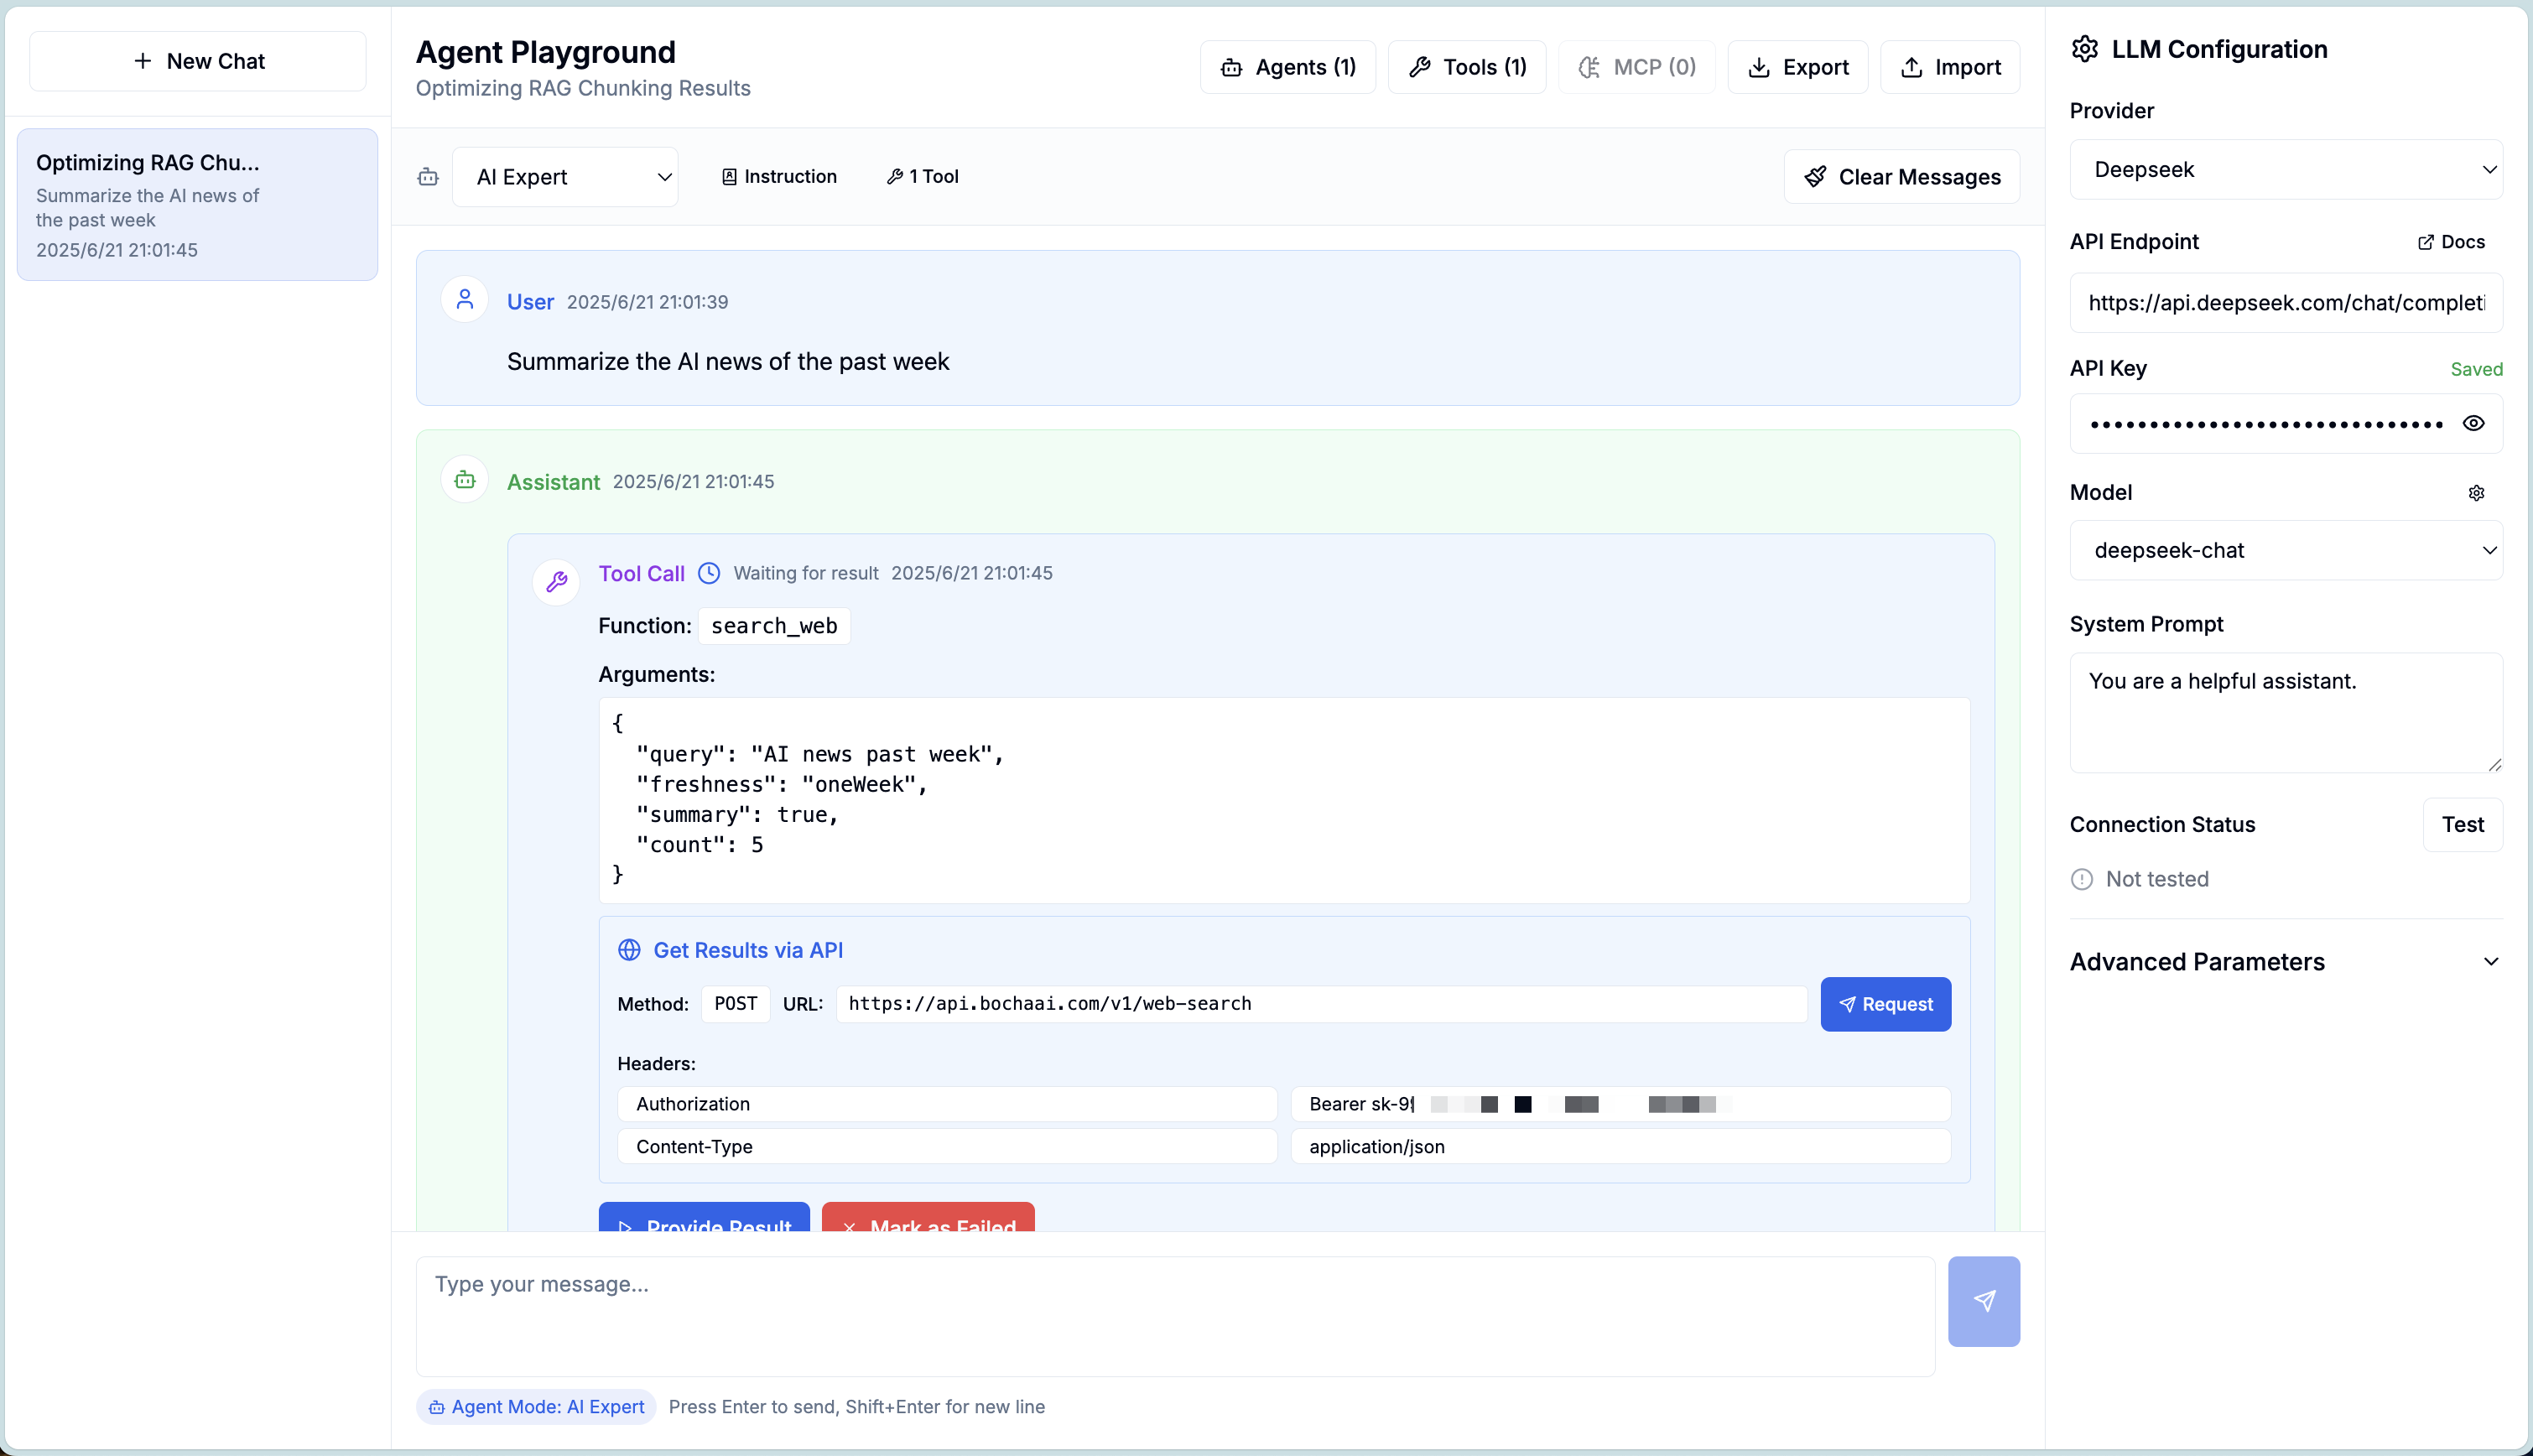 New Chat
Optimizing RAG Chu...
Summarize the AI news of
the past week
2025/6/21 21:01:45
Agent Playground
Optimizing RAG Chunking Results
Agents (1)
Tools (1)
MCP (0)
Export
Import
AI Expert
Instruction
1 Tool
Clear Messages
User 2025/6/21 21:01:39
Summarize the AI news of the past week
Assistant 2025/6/21 21:01:45
Tool Call Waiting for result 2025/6/21 21:01:45
Function: search_web
Arguments:
{
"query": "AI news past week",
"freshness": "oneWeek",
"summary": true,
"count": 5
}
Get Results via API
Method: POST URL: https://api.bochaai.com/v1/web-search
Request
Headers:
Authorization
Bearer
Content-Type
application/json
Provide Result
Mark as Failed
Type your message...
Agent Mode: AI Expert
Press Enter to send, Shift+Enter for new line
LLM Configuration
Provider
Deepseek
API Endpoint
Docs
https://api.deepseek.com/chat/complet
API Key
Saved
Model
deepseek-chat
System Prompt
You are a helpful assistant.
Connection Status
Test
Not tested
Advanced Parameters